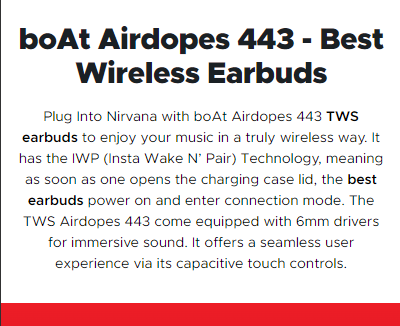 boAt Airdopes 443 - Best
Wireless Earbuds
Plug Into Nirvana with boAt Airdopes 443 TWS
earbuds to enjoy your music in a truly wireless way. It
has the IWP (Insta Wake N’ Pair) Technology, meaning
as soon as one opens the charging case lid, the best
earbuds power on and enter connection mode. The
TWS Airdopes 443 come equipped with 6mm drivers
for immersive sound. It offers a seamless user
experience via its capacitive touch controls.